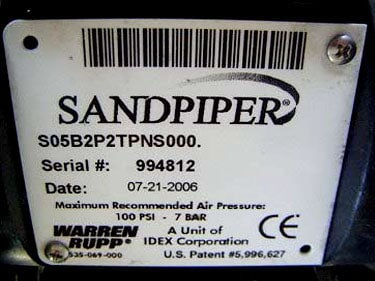 SANDPIPER®
S05B2P2TPNS000.
Serial #: 994812
Date: 07-21-2006
Maximum Recommended Air Pressure:
100 PSI - 7 BAR
WARREN RUPP® A Unit of IDEX Corporation CE
535-069-000 U.S. Patent #5,996,627